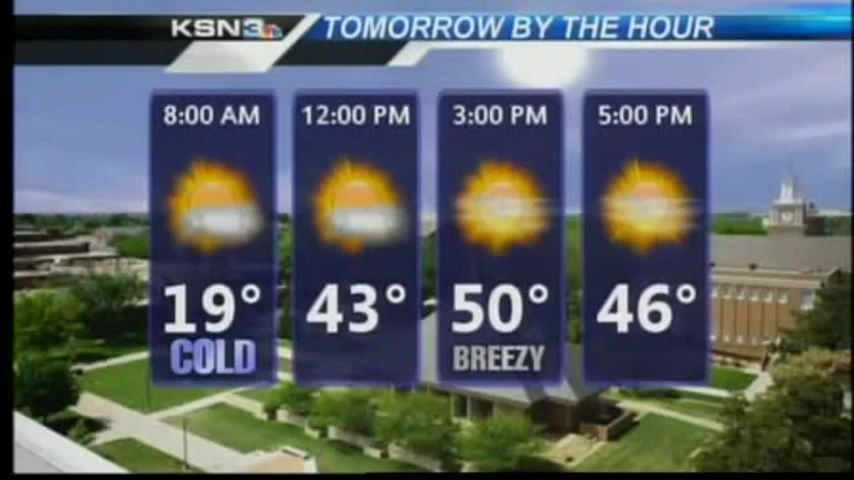 KSN3 TOMORROW BY THE HOUR
8:00 AM 12:00 PM 3:00 PM 5:00 PM
19° 43° 50° 46°
COLD BREEZY